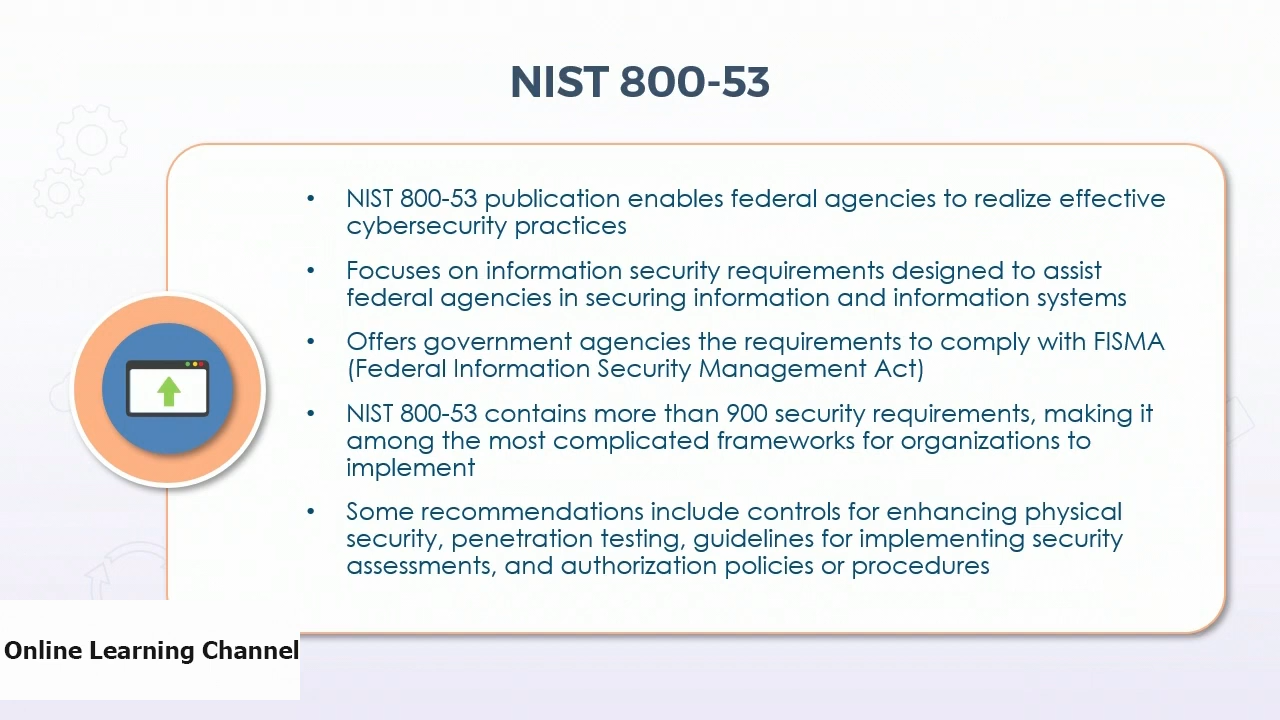 NIST 800-53
• NIST 800-53 publication enables federal agencies to realize effective
cybersecurity practices
• Focuses on information security requirements designed to assist
federal agencies in securing information and information systems
• Offers government agencies the requirements to comply with FISMA
(Federal Information Security Management Act)
• NIST 800-53 contains more than 900 security requirements, making it
among the most complicated frameworks for organizations to
implement
• Some recommendations include controls for enhancing physical
security, penetration testing, guidelines for implementing security
assessments, and authorization policies or procedures
Online Learning Channel